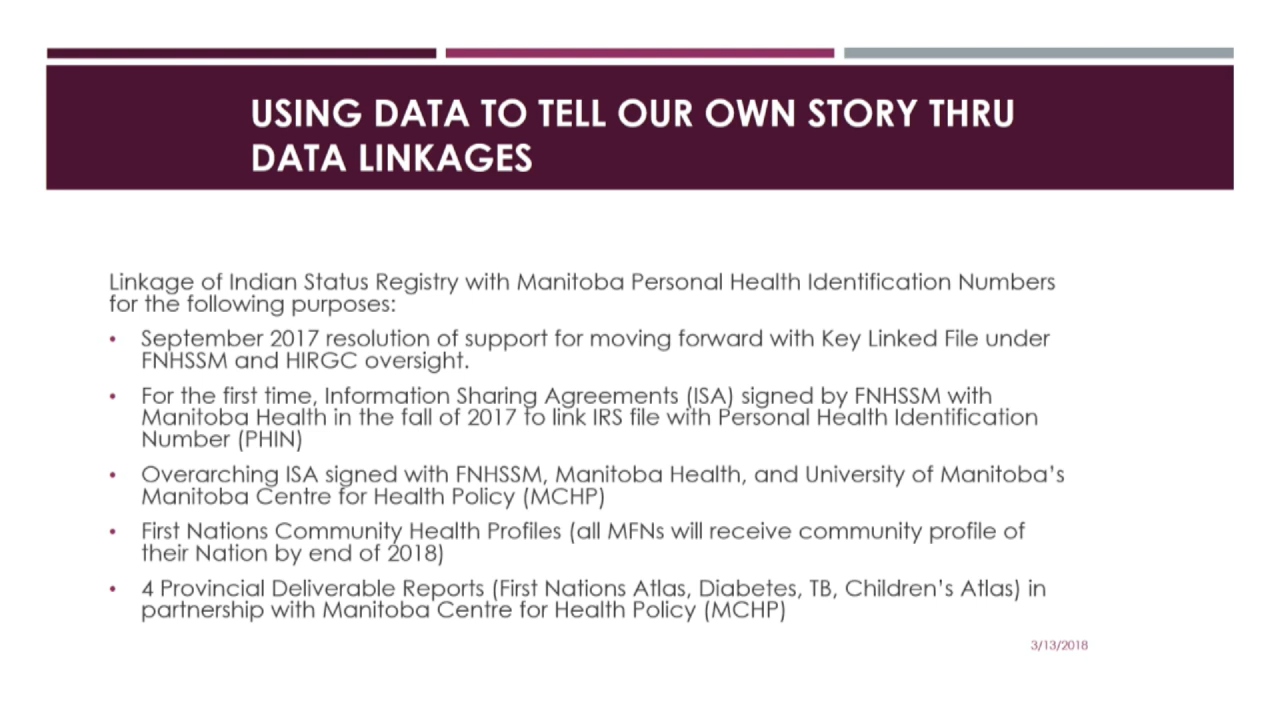 USING DATA TO TELL OUR OWN STORY THRU
DATA LINKAGES
Linkage of Indian Status Registry with Manitoba Personal Health Identification Numbers
for the following purposes:
• September 2017 resolution of support for moving forward with Key Linked File under
FNHSSM and HIRGC oversight.
• For the first time, Information Sharing Agreements (ISA) signed by FNHSSM with
Manitoba Health in the fall of 2017 to link IRS file with Personal Health Identification
Number (PHIN)
• Overarching ISA signed with FNHSSM, Manitoba Health, and University of Manitoba's
Manitoba Centre for Health Policy (MCHP)
• First Nations Community Health Profiles (all MFNs will receive community profile of
their Nation by end of 2018)
• 4 Provincial Deliverable Reports (First Nations Atlas, Diabetes, TB, Children's Atlas) in
partnership with Manitoba Centre for Health Policy (MCHP)
3/13/2018